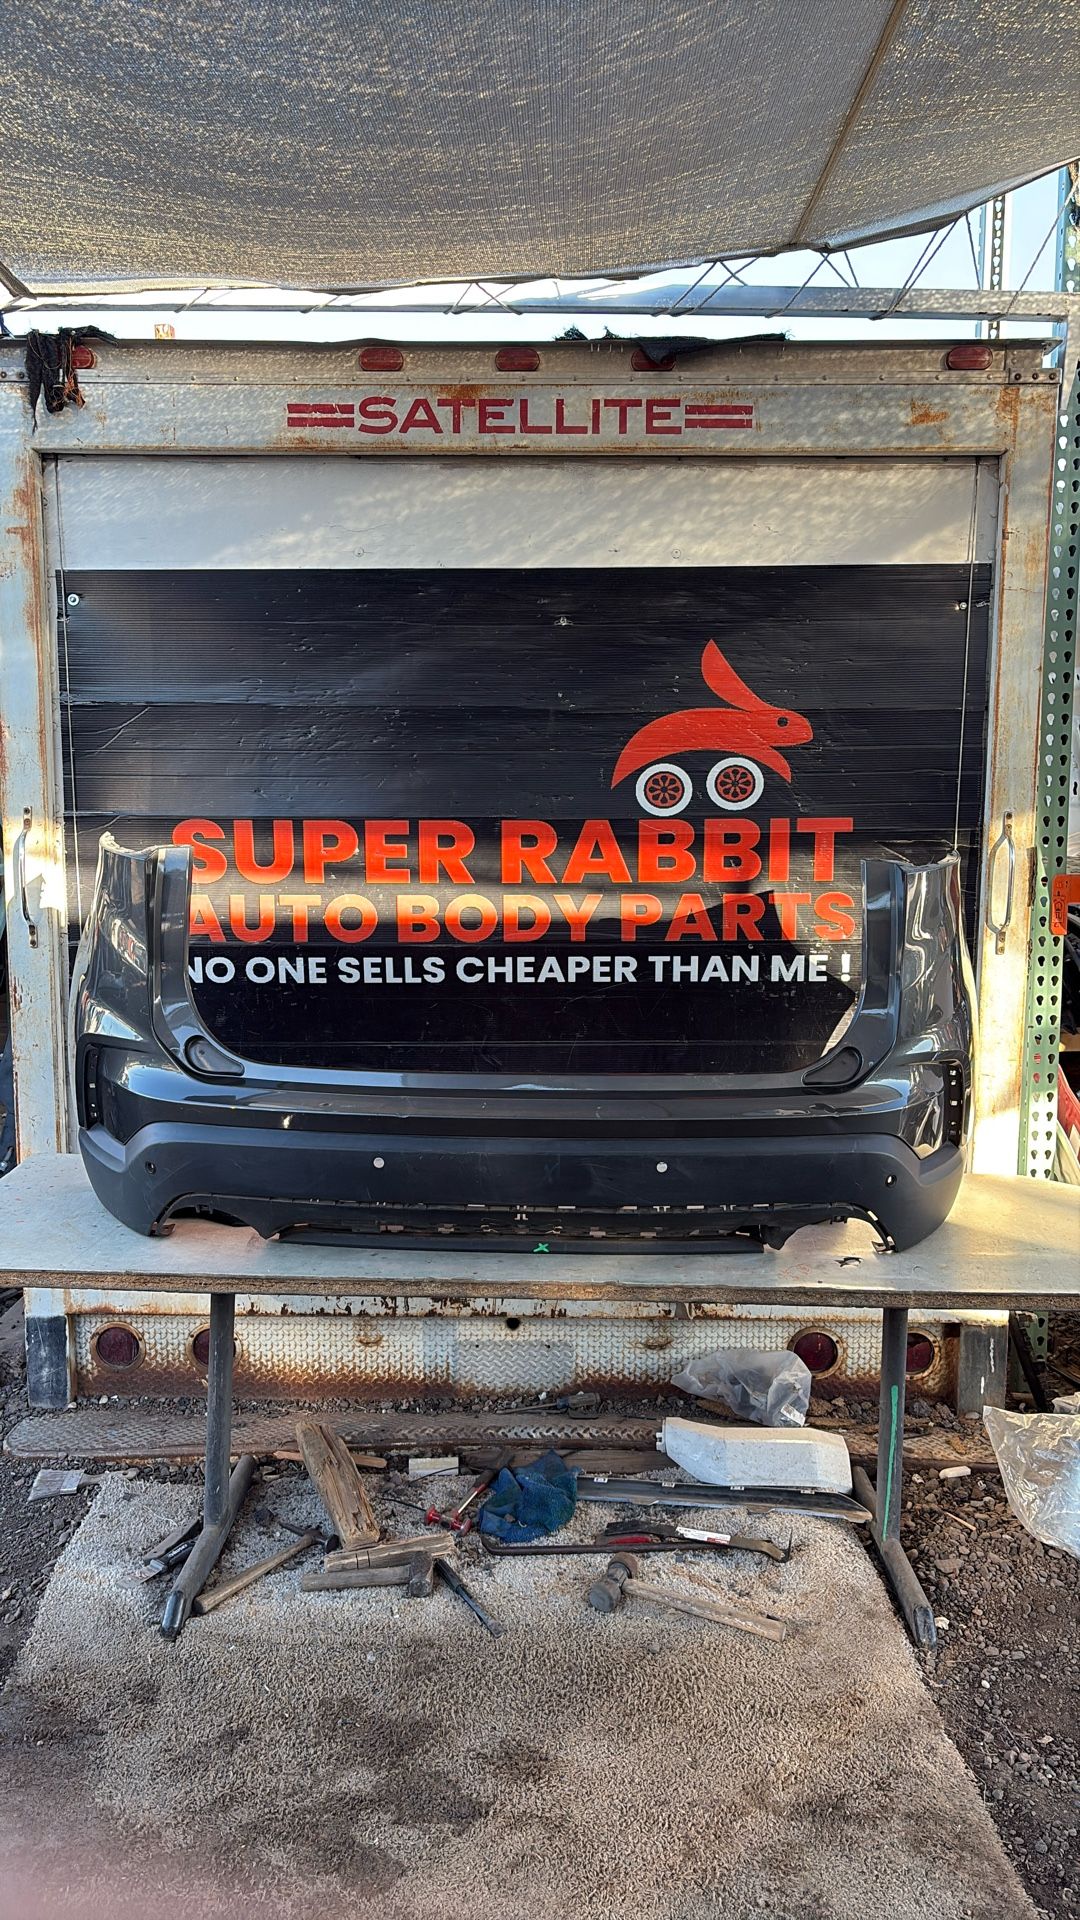 SATELLITE
SUPER RABBIT
AUTO BODY PARTS
NO ONE SELLS CHEAPER THAN ME !